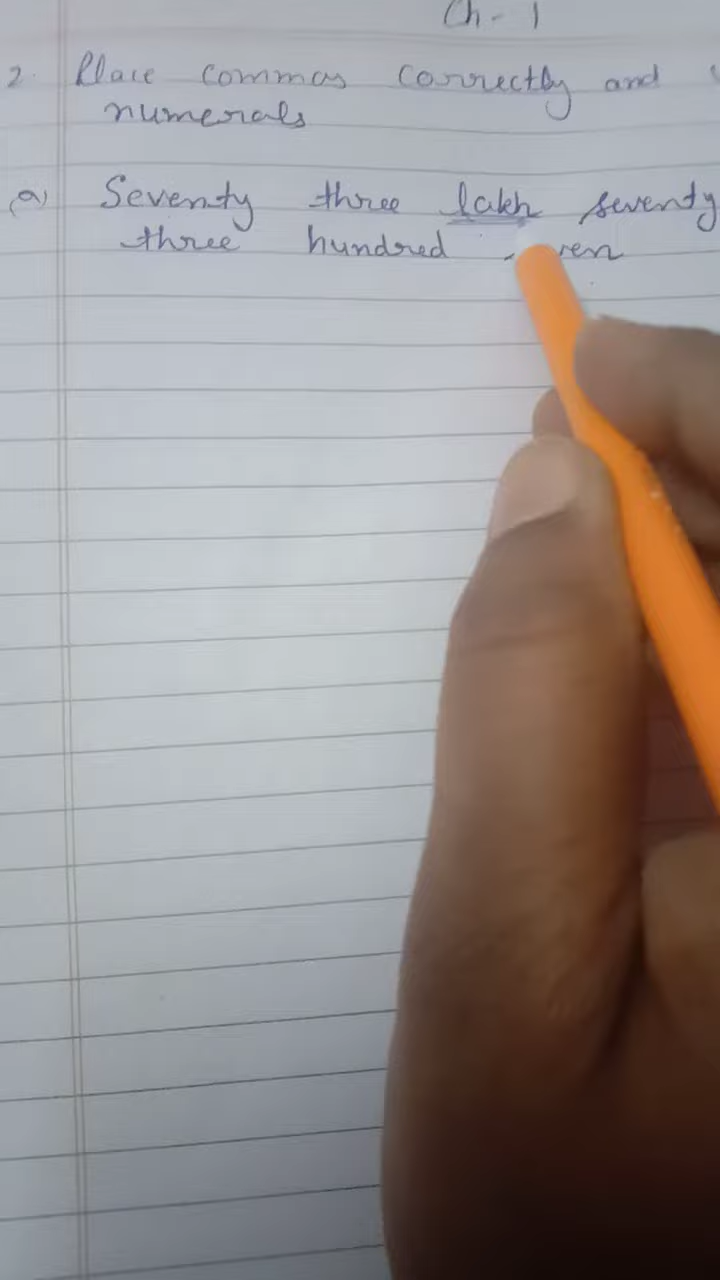 Ch - 1
2. Place commas correctly and
numerals
(a) Seventy three lakh seventy
three hundred